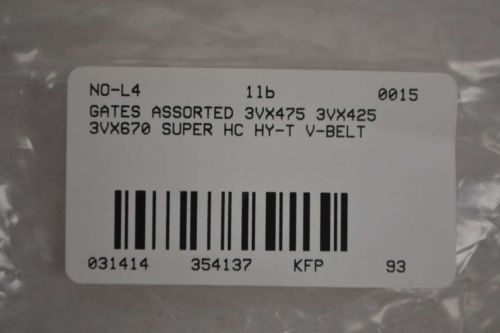 NO-L4 1lb 0015
GATES ASSORTED 3VX475 3VX425
3VX670 SUPER HC HY-T V-BELT
031414 354137 KFP 93